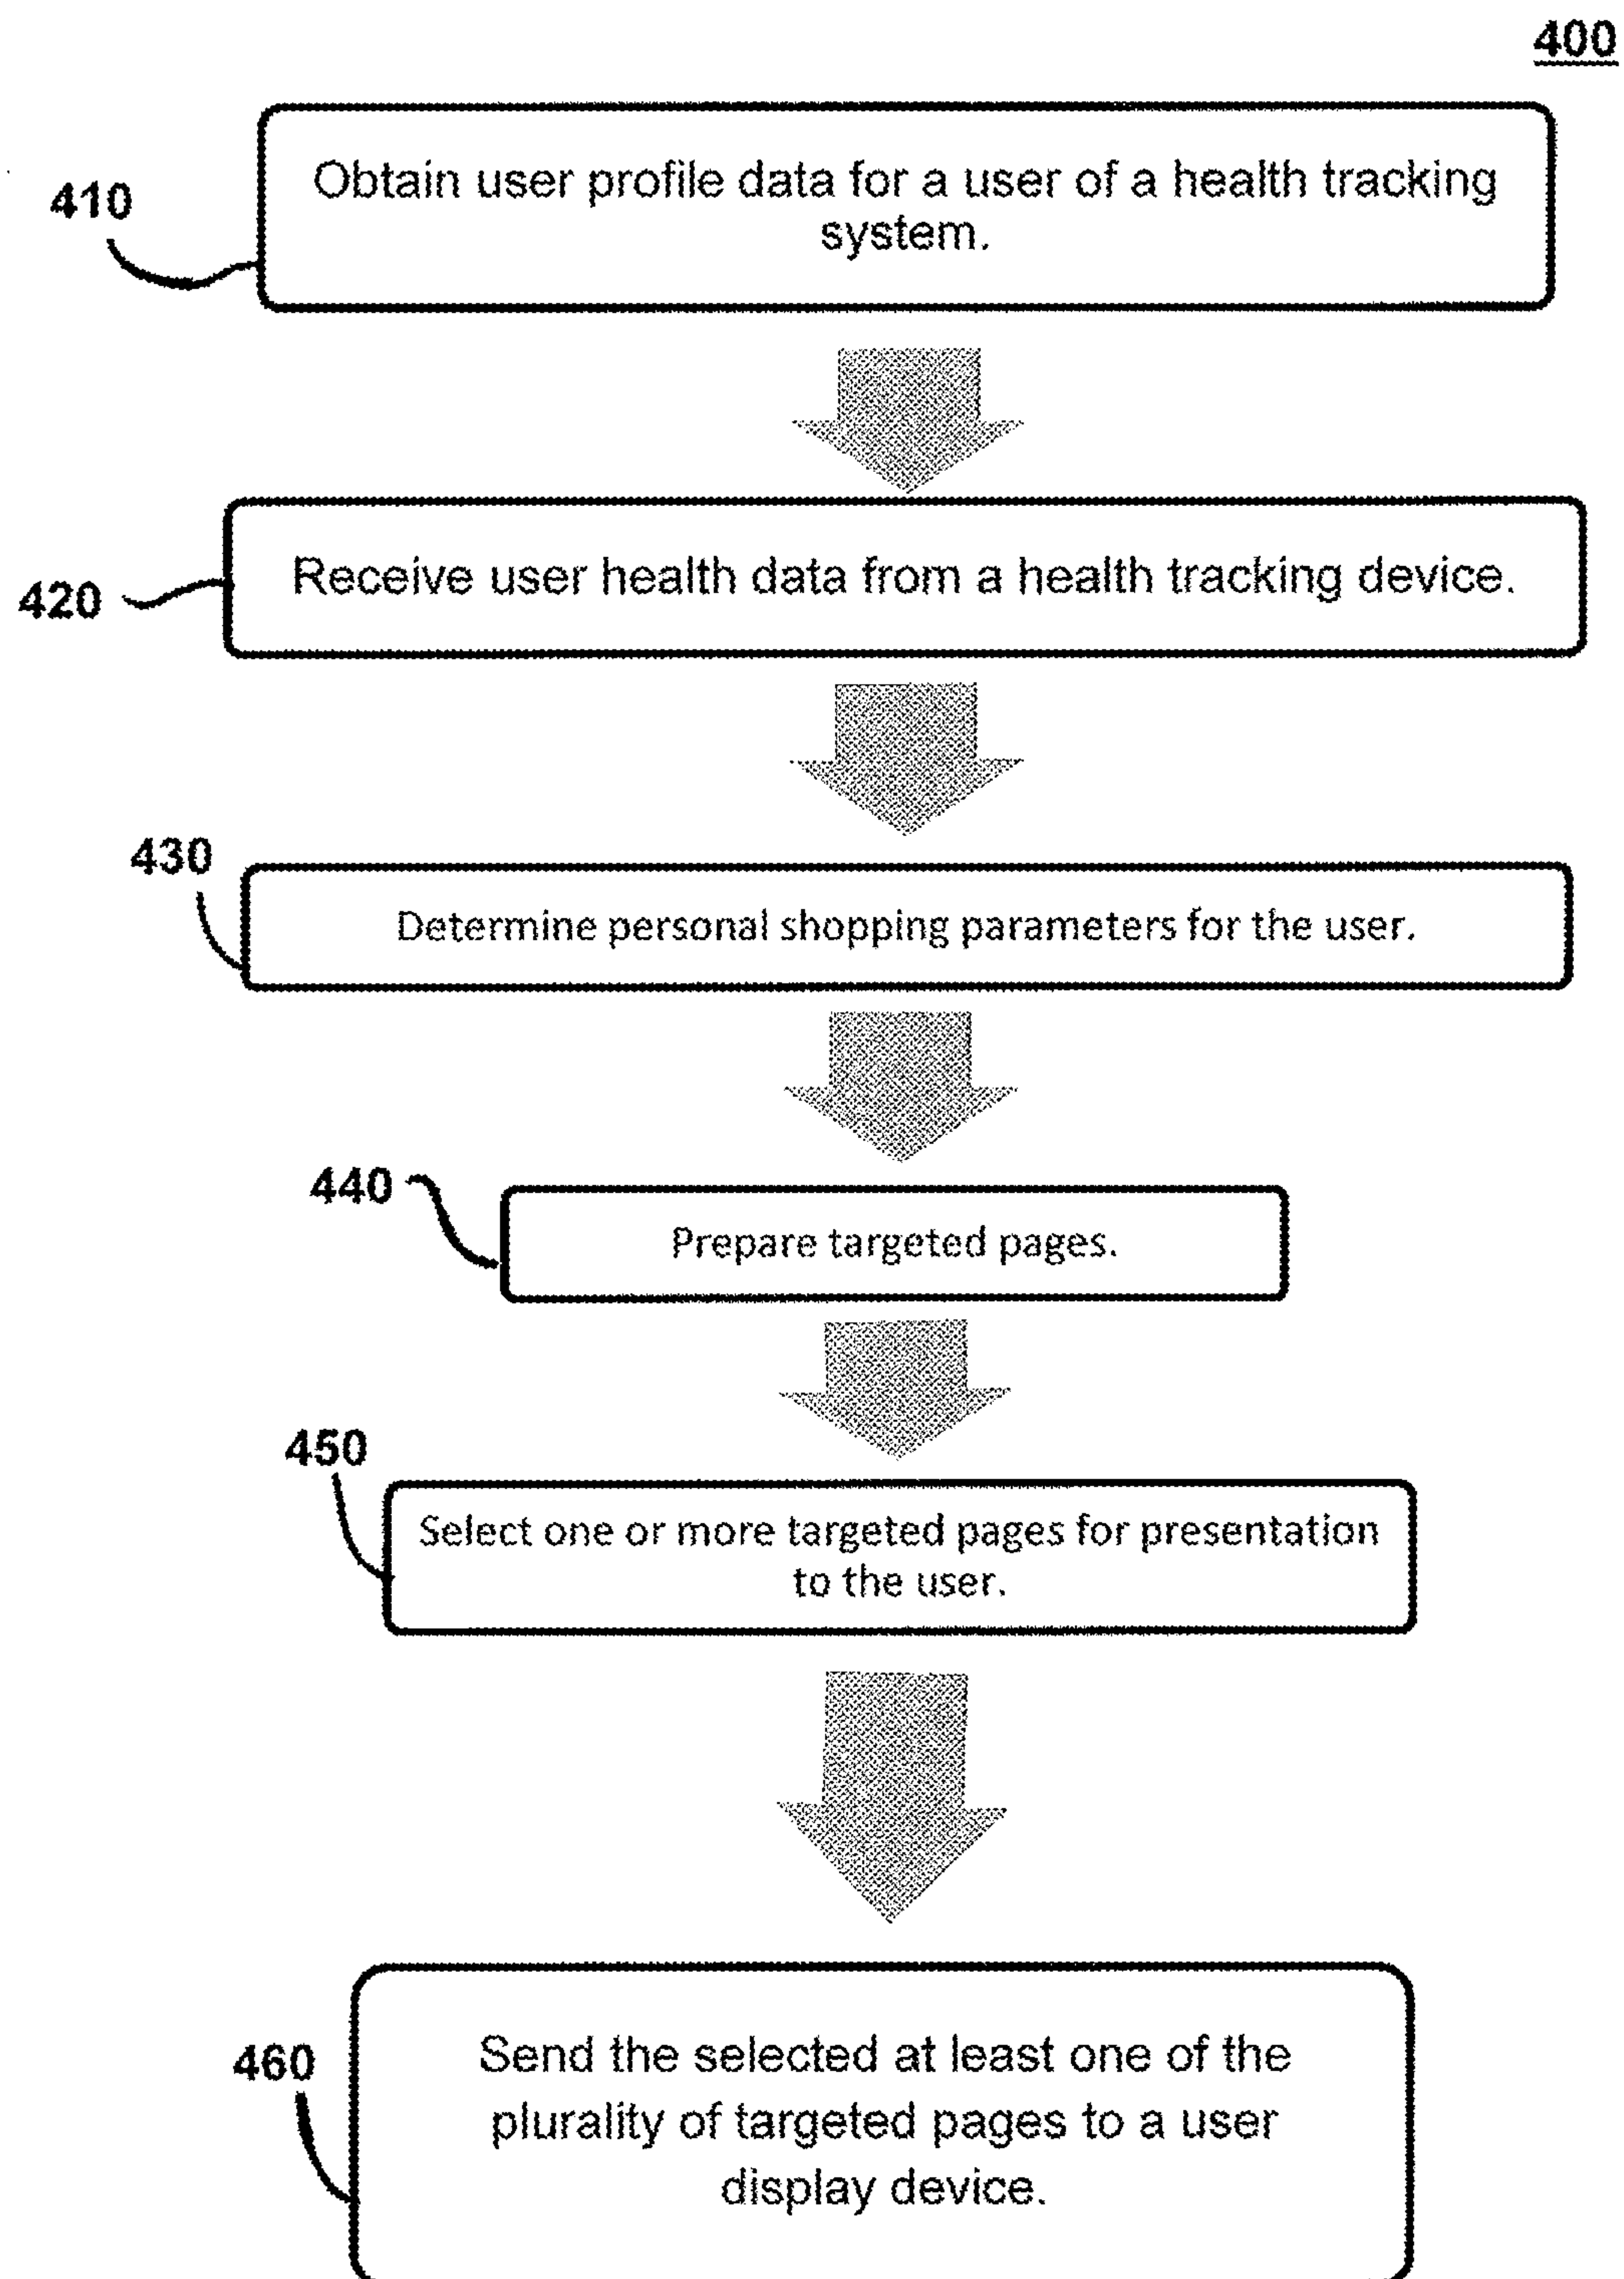 400
410
Obtain user profile data for a user of a health tracking
system.
420
Receive user health data from a health tracking device.
430
Determine personal shopping parameters for the user.
440
Prepare targeted pages.
450
Select one or more targeted pages for presentation
to the user.
460
Send the selected at least one of the
plurality of targeted pages to a user
display device.